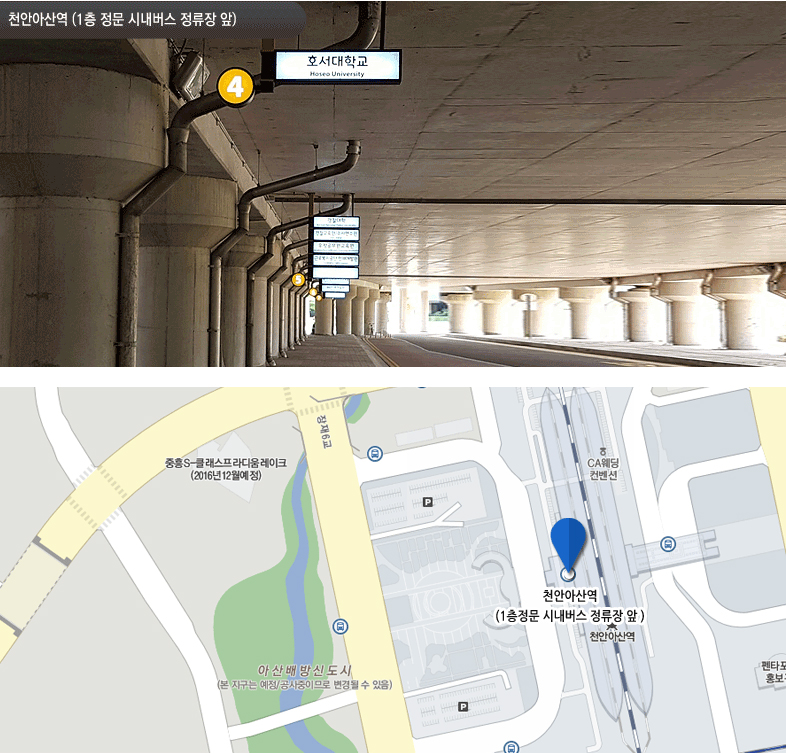 천안아산역 (1층 정문 시내버스 정류장 앞)
호서대학교
Hoseo University
4
경찰대학
5
장재6교
중흥S-클래스프라디움레이크
(2016년12월예정)
P
CA웨딩
컨벤션
천안아산역
(1층정문 시내버스 정류장 앞 )
천안아산역
아산배방신도시
(본 지구는 예정/공사중이므로 변경될 수 있음)
펜타포
홍보관
P